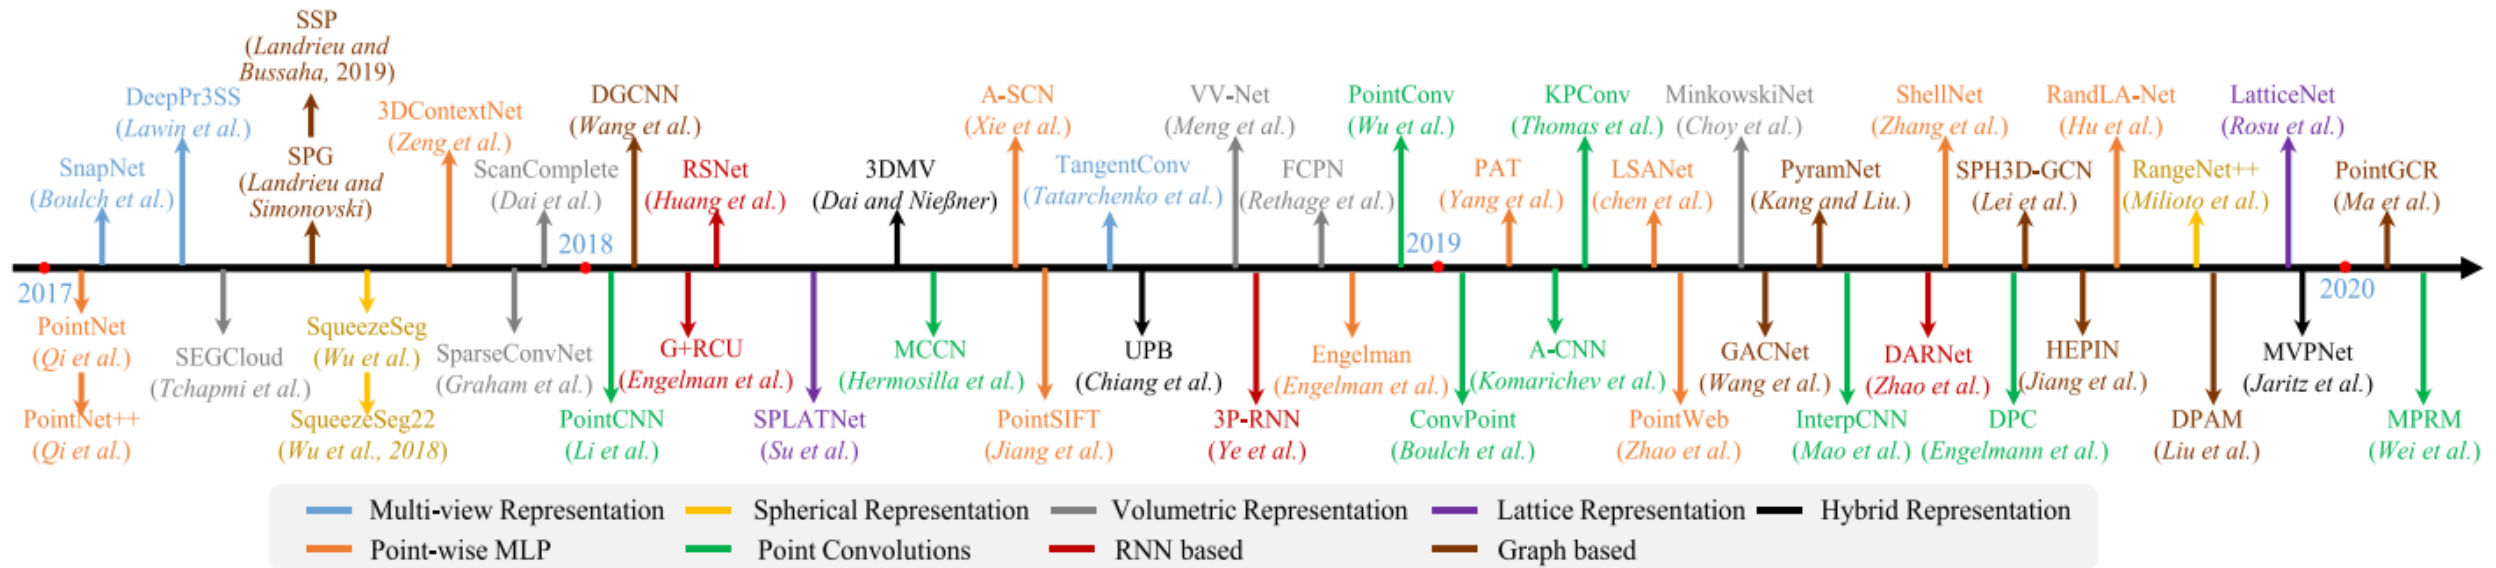 SSP
(Landrieu and
Bussaha, 2019)
DeepPr3SS
(Lawin et al.)
SnapNet
(Boulch et al.)
SPG
(Landrieu and
Simonovski)
3DContextNet
(Zeng et al.)
ScanComplete
(Dai et al.)
DGCNN
(Wang et al.)
RSNet
(Huang et al.)
3DMV
(Dai and Nießner)
A-SCN
(Xie et al.)
TangentConv
(Tatarchenko et al.)
VV-Net
(Meng et al.)
FCPN
(Rethage et al.)
PointConv
(Wu et al.)
PAT
(Yang et al.)
KPConv
(Thomas et al.)
LSANet
(chen et al.)
MinkowskiNet
(Choy et al.)
PyramNet
(Kang and Liu.)
ShellNet
(Zhang et al.)
SPH3D-GCN
(Lei et al.)
RandLA-Net
(Hu et al.)
RangeNet++
(Milioto et al.)
LatticeNet
(Rosu et al.)
PointGCR
(Ma et al.)
2017
2018
2019
2020
PointNet
(Qi et al.)
PointNet++
(Qi et al.)
SEGCloud
(Tchapmi et al.)
SqueezeSeg
(Wu et al.)
SqueezeSeg22
(Wu et al., 2018)
SparseConvNet
(Graham et al.)
PointCNN
(Li et al.)
G+RCU
(Engelman et al.)
SPLATNet
(Su et al.)
MCCN
(Hermosilla et al.)
PointSIFT
(Jiang et al.)
UPB
(Chiang et al.)
3P-RNN
(Ye et al.)
Engelman
(Engelman et al.)
ConvPoint
(Boulch et al.)
A-CNN
(Komarichev et al.)
PointWeb
(Zhao et al.)
GACNet
(Wang et al.)
InterpCNN
(Mao et al.)
DARNet
(Zhao et al.)
DPC
(Engelmann et al.)
HEPIN
(Jiang et al.)
DPAM
(Liu et al.)
MVPNet
(Jaritz et al.)
MPRM
(Wei et al.)
Multi-view Representation
Spherical Representation
Volumetric Representation
Lattice Representation
Hybrid Representation
Point-wise MLP
Point Convolutions
RNN based
Graph based